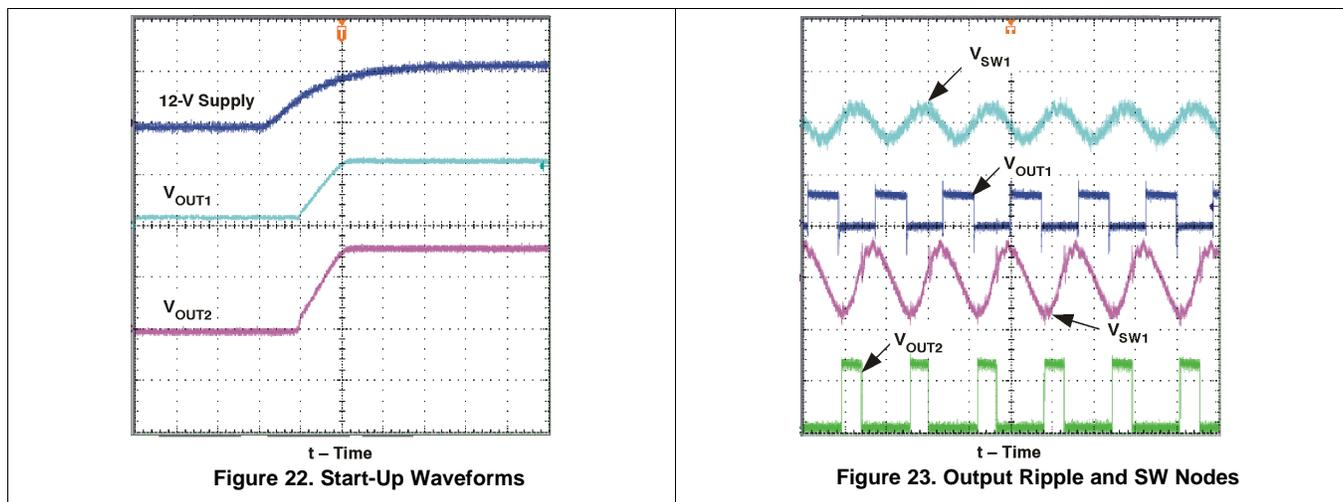 T
12-V Supply
VOUT1
VOUT2
t – Time
Figure 22. Start-Up Waveforms
T
VSW1
VOUT1
VSW1
VOUT2
t – Time
Figure 23. Output Ripple and SW Nodes